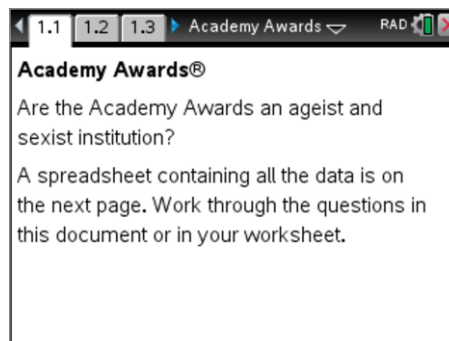 1.1 1.2 1.3 Academy Awards RAD
Academy Awards®
Are the Academy Awards an ageist and
sexist institution?
A spreadsheet containing all the data is on
the next page. Work through the questions in
this document or in your worksheet.